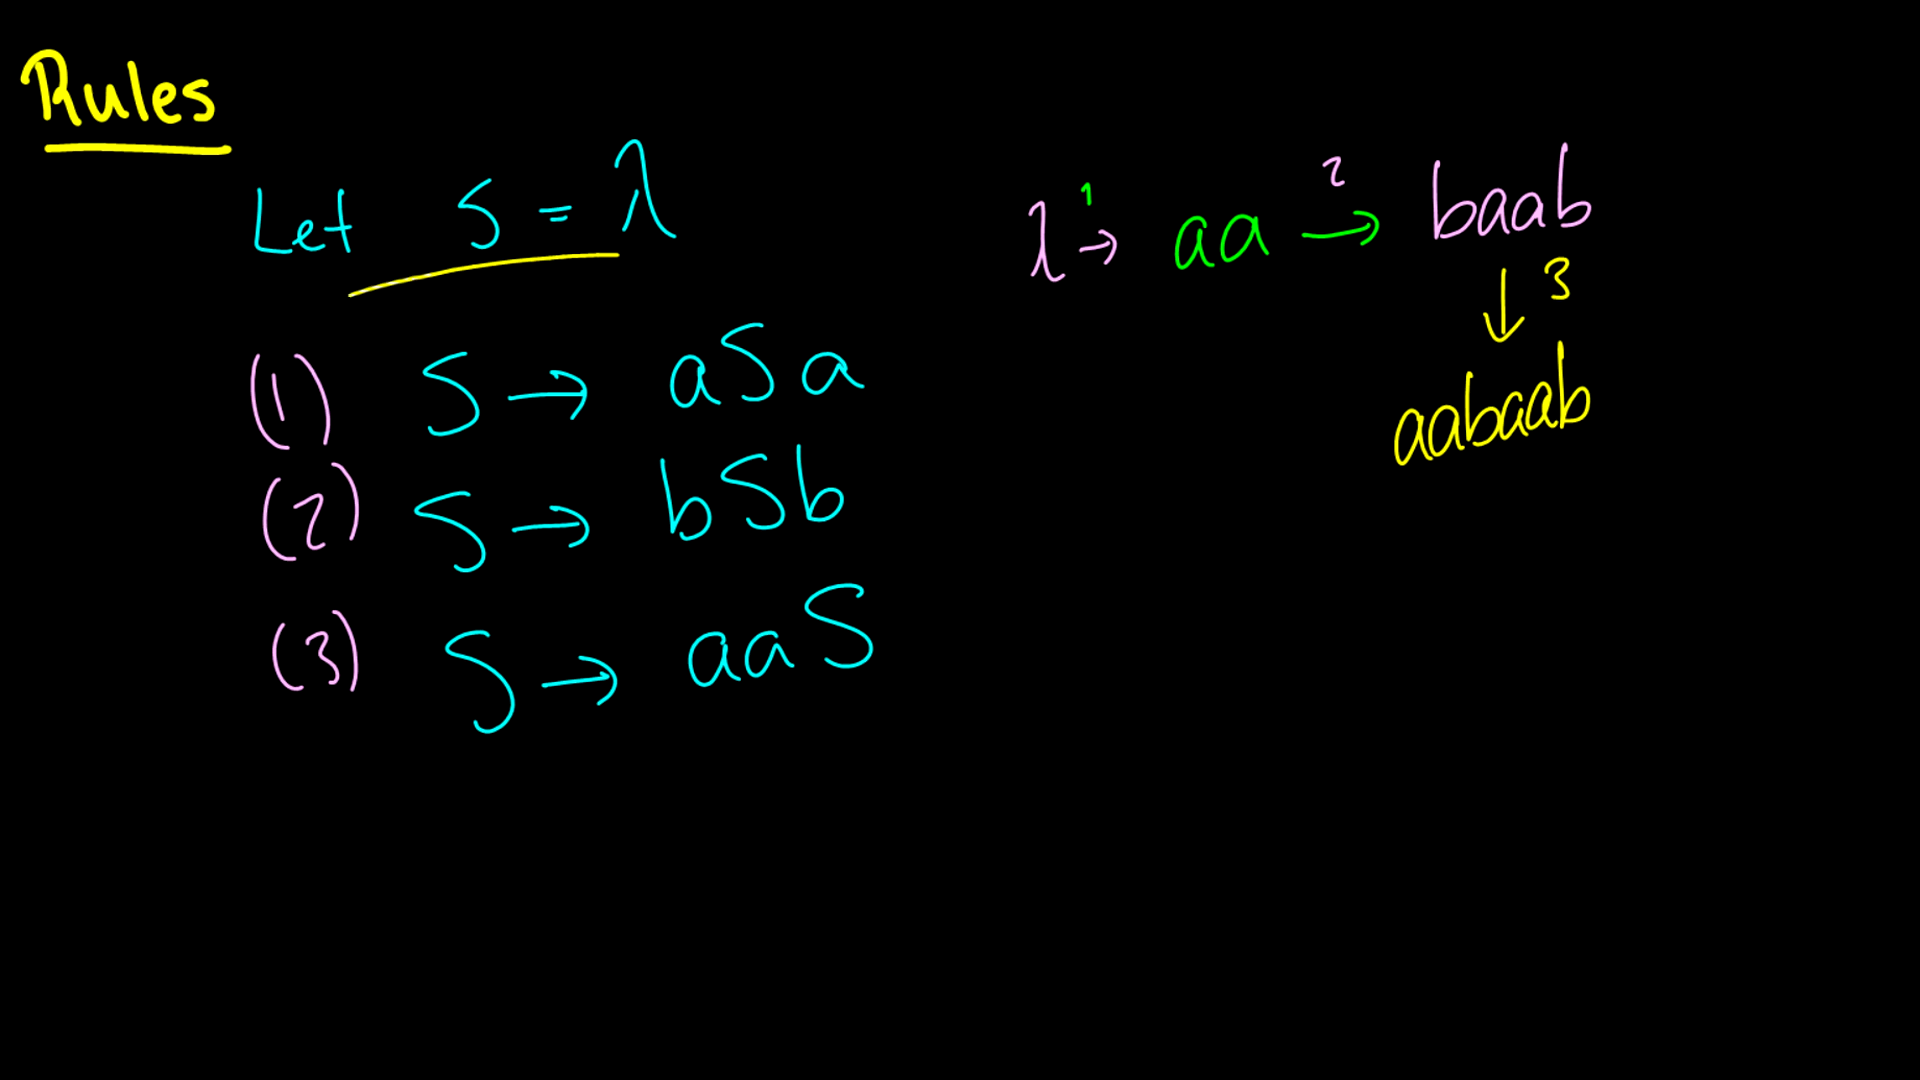 Rules
Let S = λ
(1) S → aSa
(2) S → bSb
(3) S → aaS
λ →1 aa →2 baab
↓ 3
aabaab